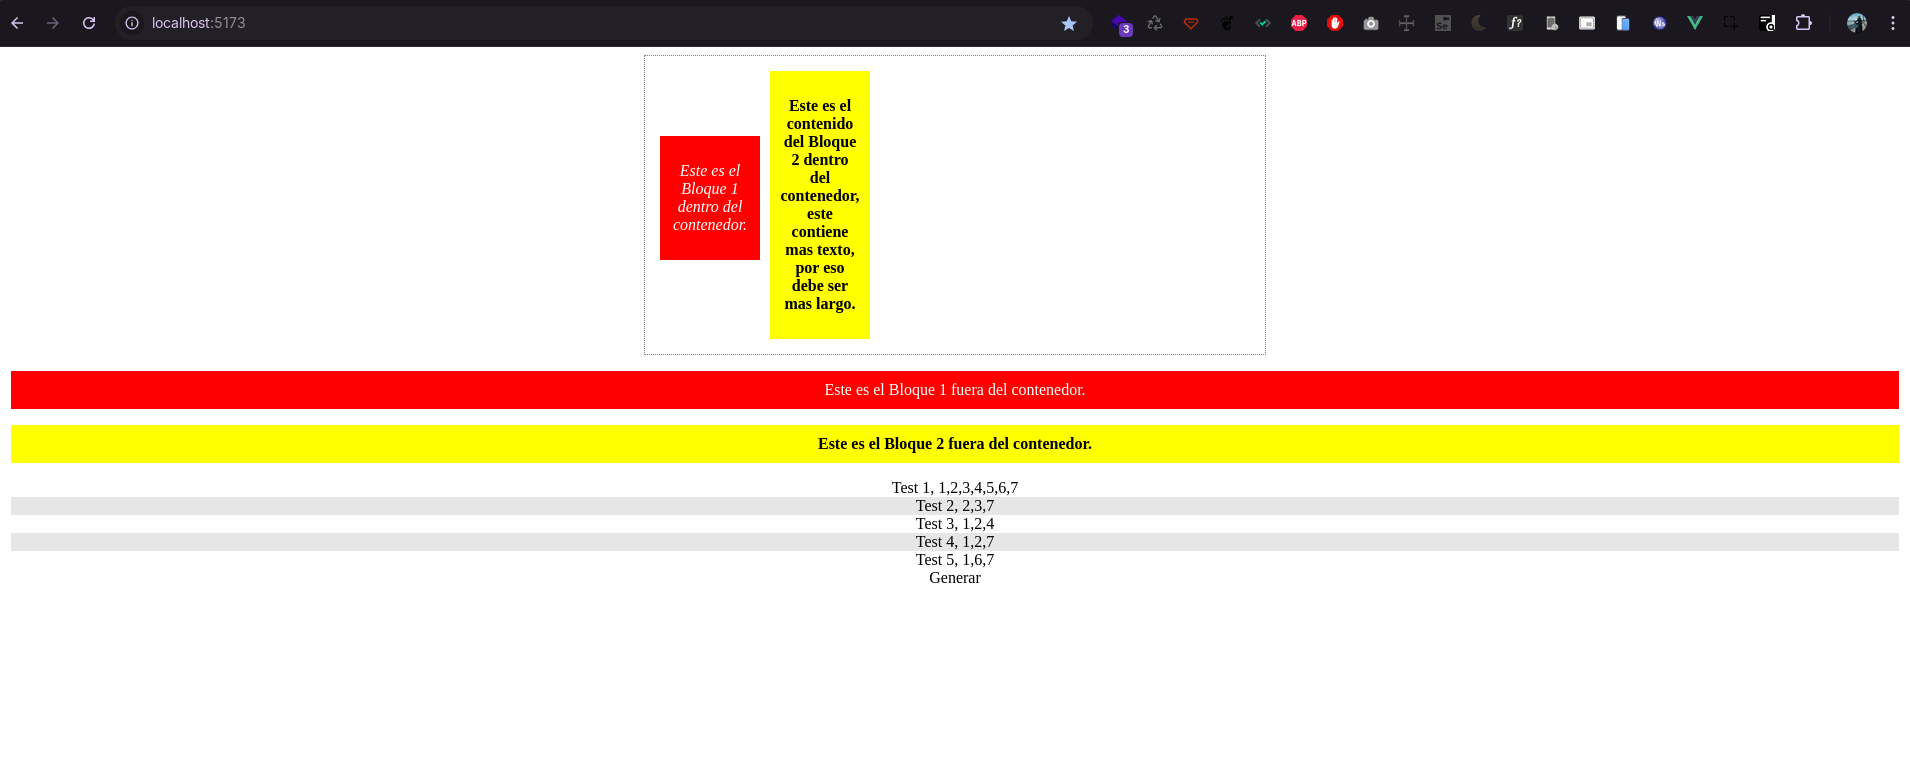 localhost:5173
3
ABP
Se
f?
Ws
Este es el
Bloque 1
dentro del
contenedor.
Este es el
contenido
del Bloque
2 dentro
del
contenedor,
este
contiene
mas texto,
por eso
debe ser
mas largo.
Este es el Bloque 1 fuera del contenedor.
Este es el Bloque 2 fuera del contenedor.
Test 1, 1,2,3,4,5,6,7
Test 2, 2,3,7
Test 3, 1,2,4
Test 4, 1,2,7
Test 5, 1,6,7
Generar